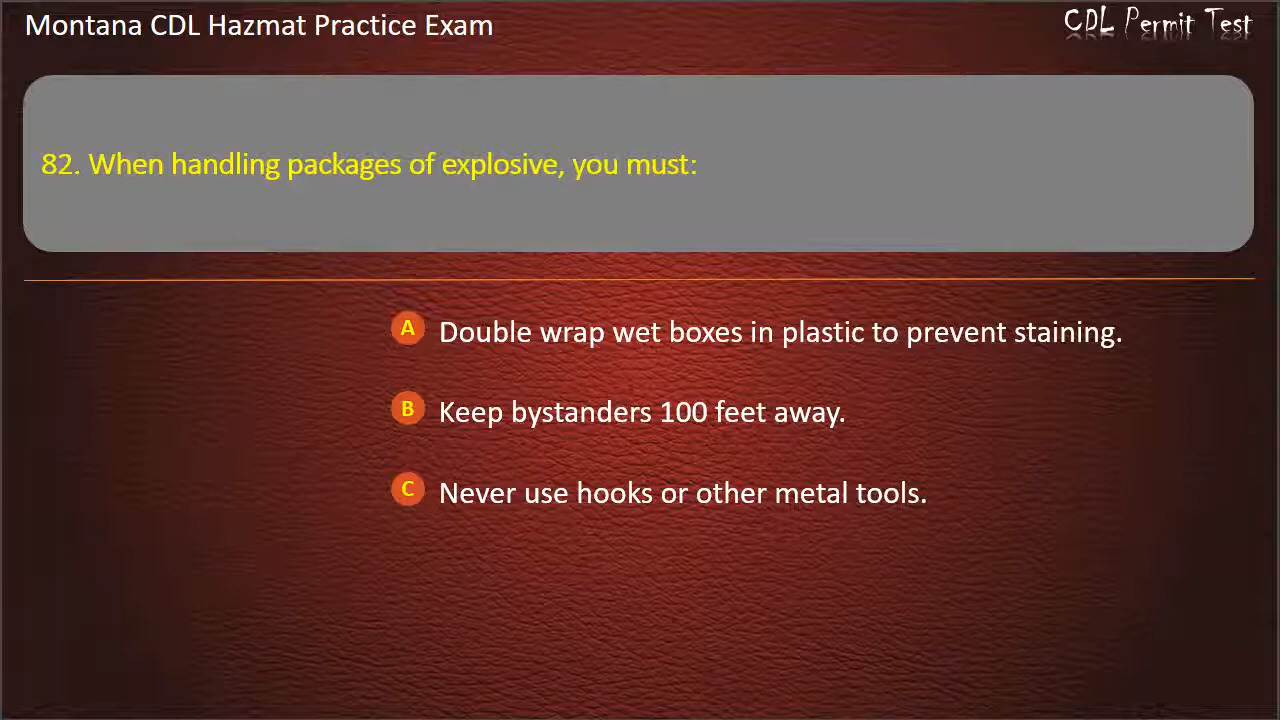 Montana CDL Hazmat Practice Exam
CDL Permit Test
82. When handling packages of explosive, you must:
A Double wrap wet boxes in plastic to prevent staining.
B Keep bystanders 100 feet away.
C Never use hooks or other metal tools.